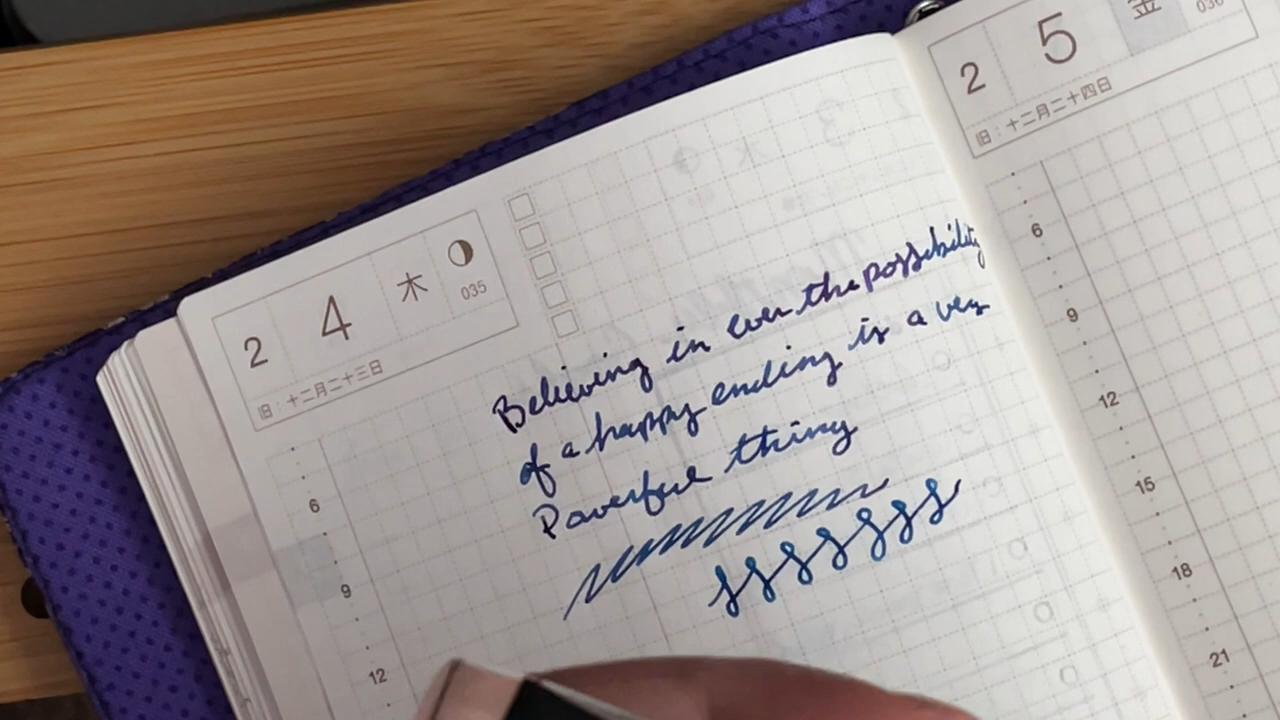 2 4 木 035
旧：十二月二十三日
Believing in even the possibility
of a happy ending is a very
Powerful thing
6
9
12
2 5 金 036
旧：十二月二十四日
6
9
12
15
18
21